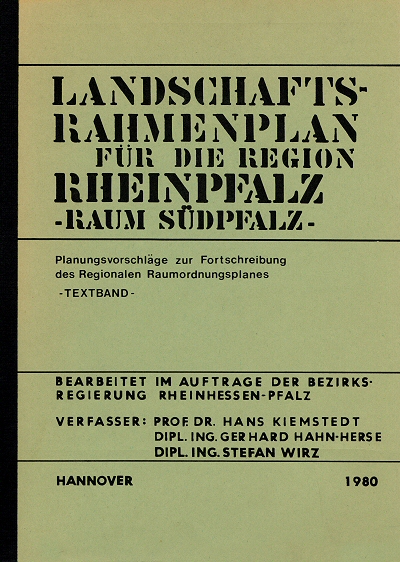 LANDSCHAFTS-
RAHMENPLAN
FÜR DIE REGION
RHEINPFALZ
-RAUM SÜDPFALZ-
Planungsvorschläge zur Fortschreibung
des Regionalen Raumordnungsplanes
-TEXTBAND-
BEARBEITET IM AUFTRAGE DER BEZIRKS-
REGIERUNG RHEINHESSEN-PFALZ
VERFASSER: PROF. DR. HANS KIEMSTEDT
DIPL. ING. GERHARD HAHN-HERSE
DIPL. ING. STEFAN WIRZ
HANNOVER 1980